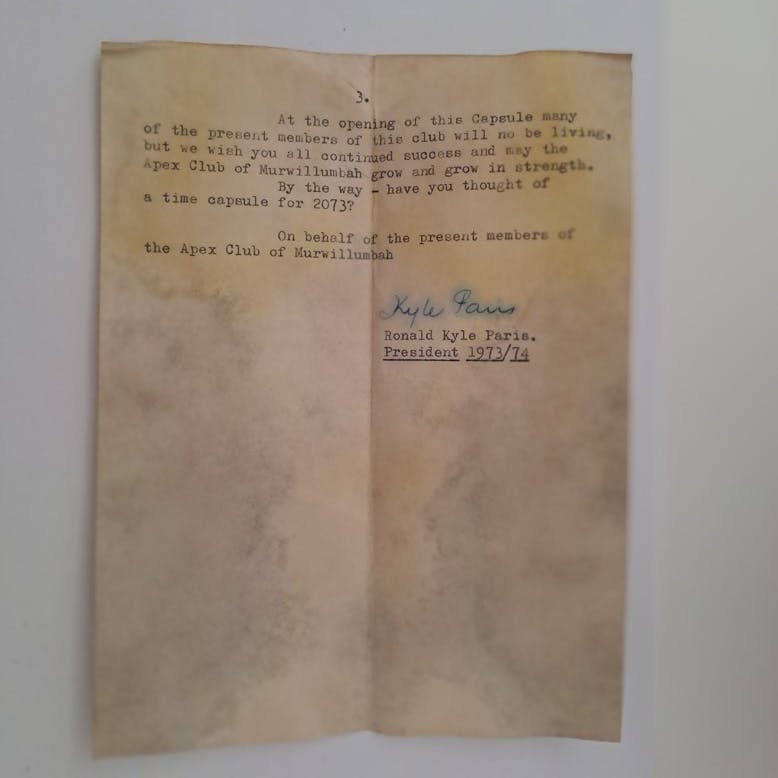 3.
At the opening of this Capsule many
of the present members of this club will no be living,
but we wish you all continued success and may the
Apex Club of Murwillumbah grow and grow in strength.
By the way - have you thought of
a time capsule for 2073?
On behalf of the present members of
the Apex Club of Murwillumbah
Kyle Paris
Ronald Kyle Paris.
President 1973/74